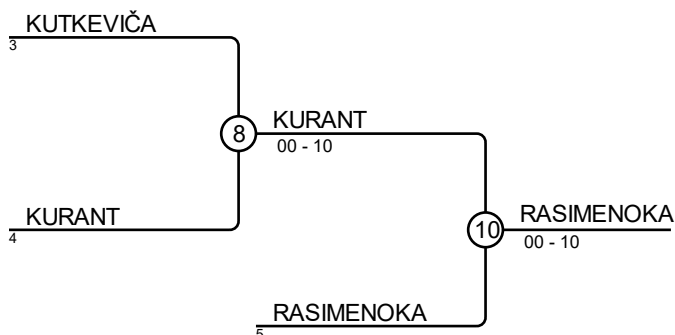 KUTKEVIČA
3
8
KURANT
00 - 10
KURANT
4
10
RASIMENOKA
00 - 10
RASIMENOKA
5